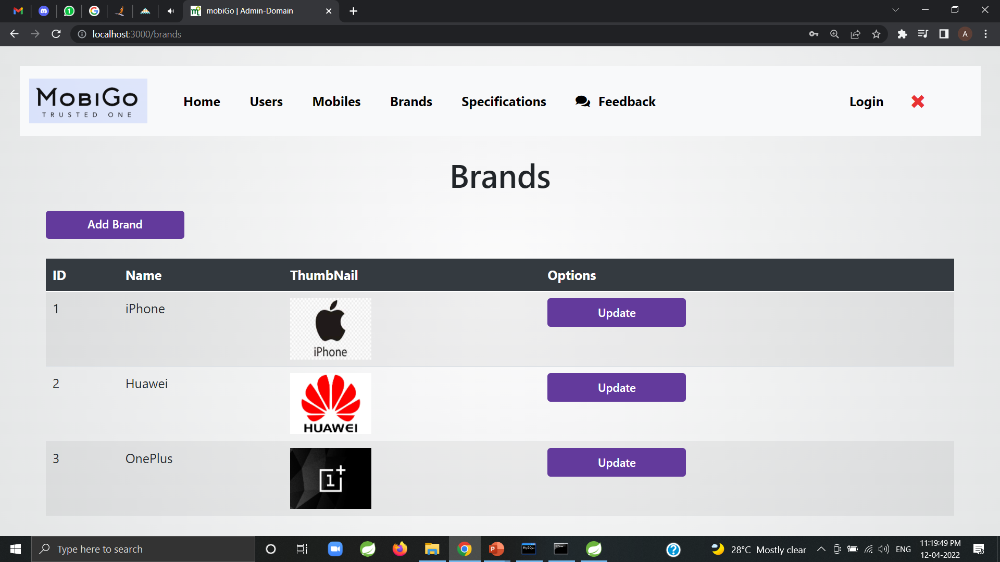 mobiGo | Admin-Domain
localhost:3000/brands
A
MOBIGO
TRUSTED ONE
Home Users Mobiles Brands Specifications Feedback Login
Brands
Add Brand
ID Name ThumbNail Options
1 iPhone Update
iPhone
2 Huawei Update
HUAWEI
3 OnePlus Update
1+
Type here to search
28°C Mostly clear
ENG
11:19:49 PM
12-04-2022